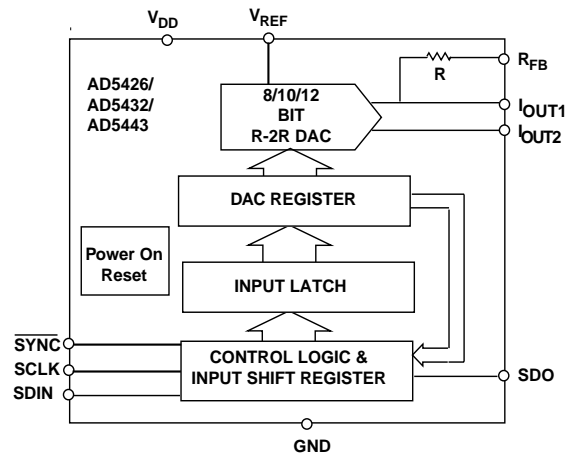 VDD
VREF
RFB
R
AD5426/
AD5432/
AD5443
8/10/12
BIT
R-2R DAC
IOUT1
IOUT2
DAC REGISTER
Power On
Reset
INPUT LATCH
SYNC
SCLK
SDIN
CONTROL LOGIC &
INPUT SHIFT REGISTER
SDO
GND